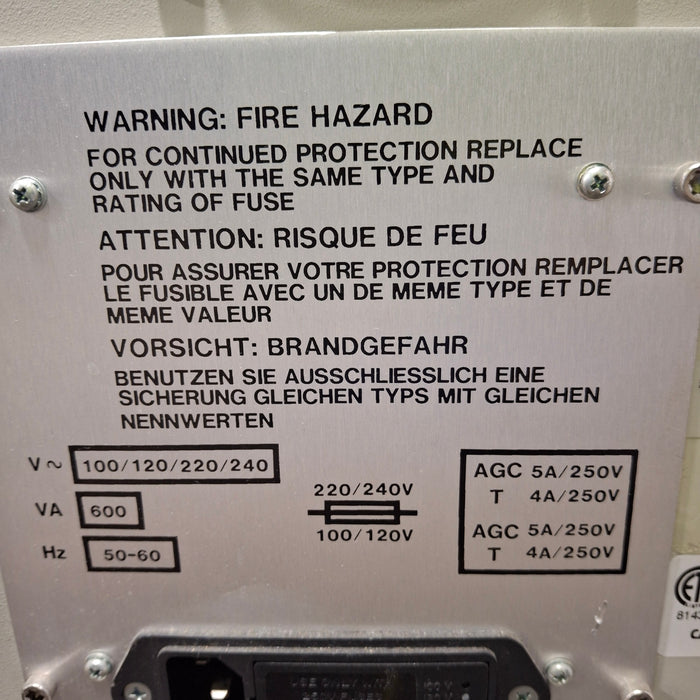 WARNING: FIRE HAZARD
FOR CONTINUED PROTECTION REPLACE
ONLY WITH THE SAME TYPE AND
RATING OF FUSE
ATTENTION: RISQUE DE FEU
POUR ASSURER VOTRE PROTECTION REMPLACER
LE FUSIBLE AVEC UN DE MEME TYPE ET DE
MEME VALEUR
VORSICHT: BRANDGEFAHR
BENUTZEN SIE AUSSCHLIESSLICH EINE
SICHERUNG GLEICHEN TYPS MIT GLEICHEN
NENNWERTEN
V~ 100/120/220/240
VA 600
Hz 50-60
220/240V
100/120V
AGC 5A/250V
T 4A/250V
AGC 5A/250V
T 4A/250V
USE ONLY WITH